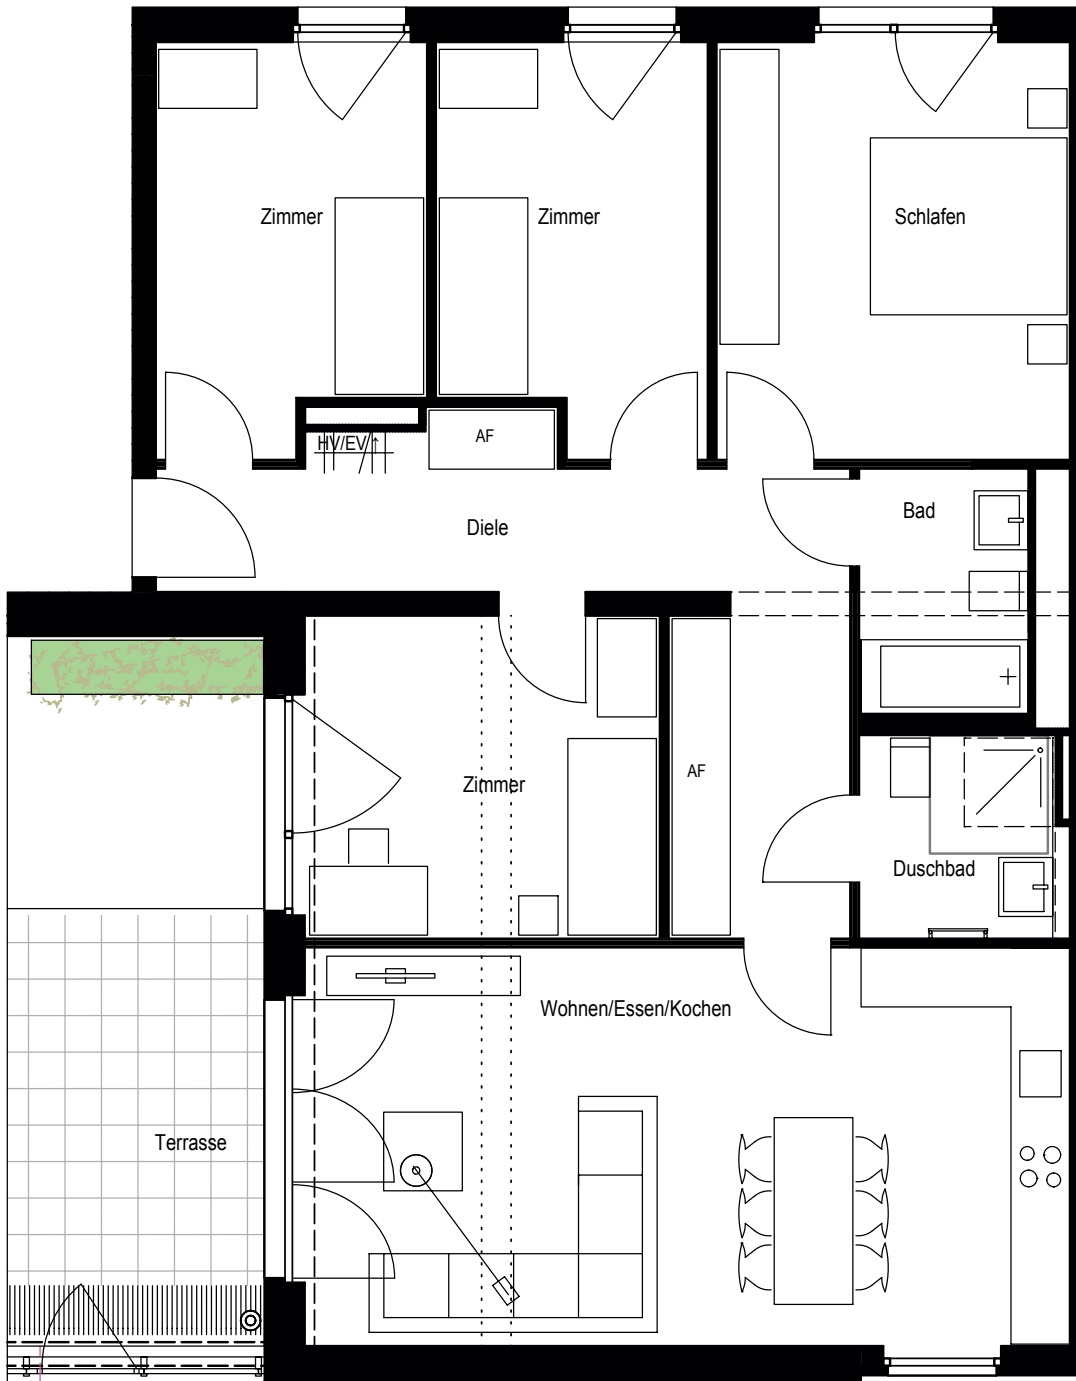 Zimmer
Zimmer
Schlafen
HV/EV
AF
Diele
Bad
Zimmer
AF
Duschbad
Wohnen/Essen/Kochen
Terrasse